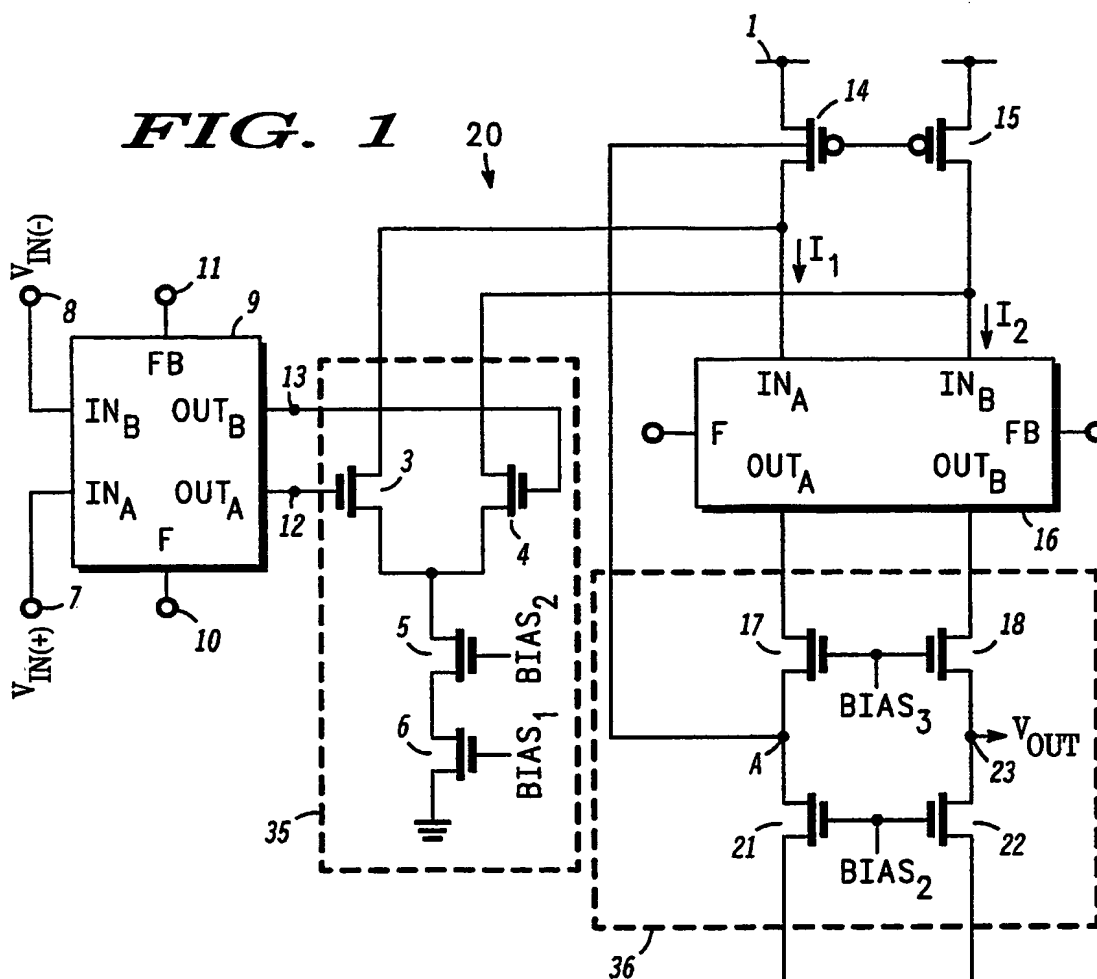 FIG. 1
20
1
14
15
V_IN(-)
8
11
9
I_1
I_2
FB
IN_B
OUT_B
13
IN_A
OUT_A
12
F
3
4
IN_A
IN_B
F
FB
OUT_A
OUT_B
16
7
V_IN(+)
10
5
BIAS_2
6
BIAS_1
35
17
18
BIAS_3
A
V_OUT
23
21
22
BIAS_2
36